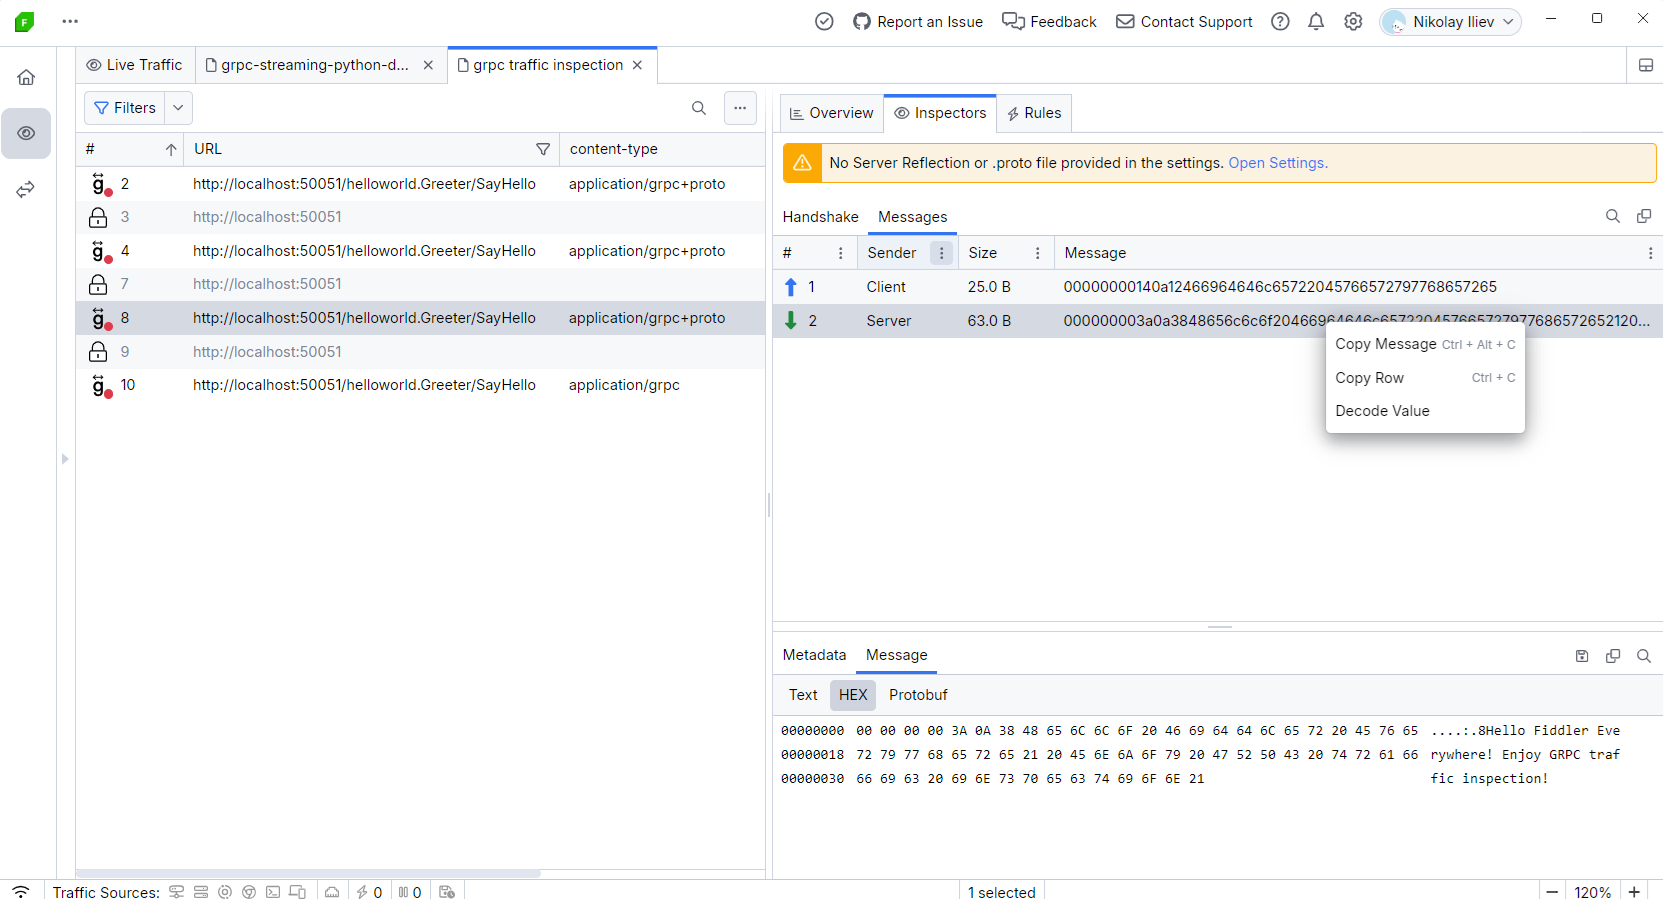 F
Report an Issue Feedback Contact Support Nikolay Iliev
Live Traffic grpc-streaming-python-d... grpc traffic inspection
Filters
# URL content-type
2 http://localhost:50051/helloworld.Greeter/SayHello application/grpc+proto
3 http://localhost:50051
4 http://localhost:50051/helloworld.Greeter/SayHello application/grpc+proto
7 http://localhost:50051
8 http://localhost:50051/helloworld.Greeter/SayHello application/grpc+proto
9 http://localhost:50051
10 http://localhost:50051/helloworld.Greeter/SayHello application/grpc
Overview Inspectors Rules
No Server Reflection or .proto file provided in the settings. Open Settings.
Handshake Messages
# Sender Size Message
1 Client 25.0 B 00000000140a12466964646c65722045766572797768657265
2 Server 63.0 B 000000003a0a3848656c6c6f20466964646c657220457665727977686572652120...
Copy Message Ctrl + Alt + C
Copy Row Ctrl + C
Decode Value
Metadata Message
Text HEX Protobuf
00000000 00 00 00 00 3A 0A 38 48 65 6C 6C 6F 20 46 69 64 64 6C 65 72 20 45 76 65 ....:.8Hello Fiddler Eve
00000018 72 79 77 68 65 72 65 21 20 45 6E 6A 6F 79 20 47 52 50 43 20 74 72 61 66 rywhere! Enjoy GRPC traf
00000030 66 69 63 20 69 6E 73 70 65 63 74 69 6F 6E 21 fic inspection!
Traffic Sources: 0 0 1 selected 120%